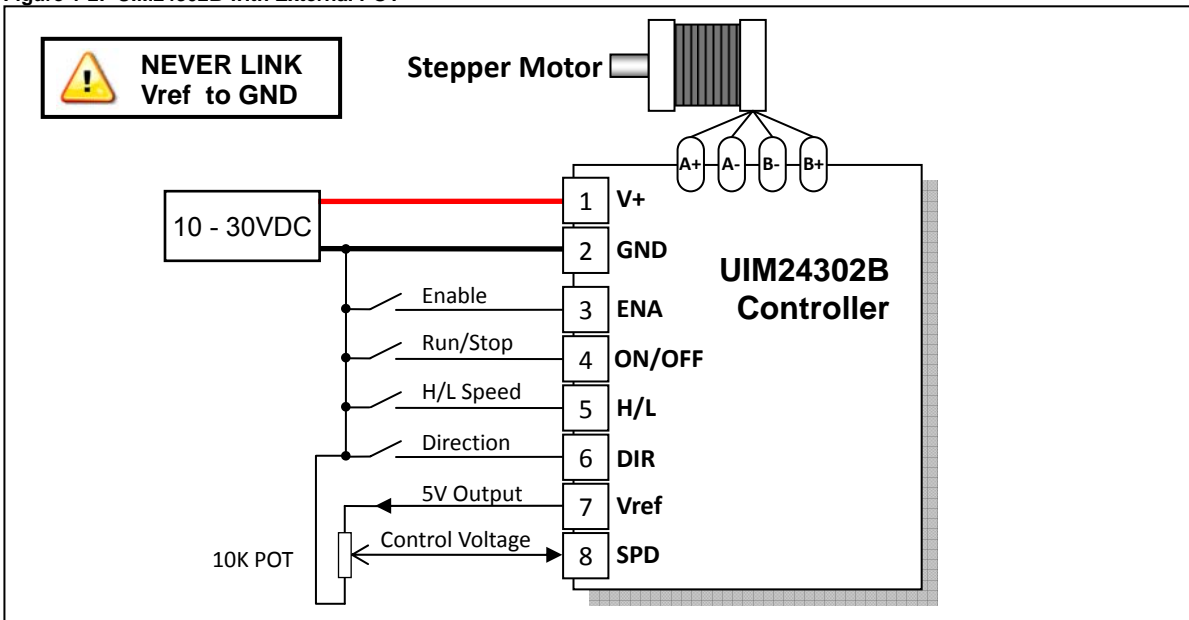 NEVER LINK
Vref to GND
Stepper Motor
A+ A- B- B+
10 - 30VDC
1 V+
2 GND
UIM24302B
Controller
Enable 3 ENA
Run/Stop 4 ON/OFF
H/L Speed 5 H/L
Direction 6 DIR
5V Output 7 Vref
Control Voltage 8 SPD
10K POT